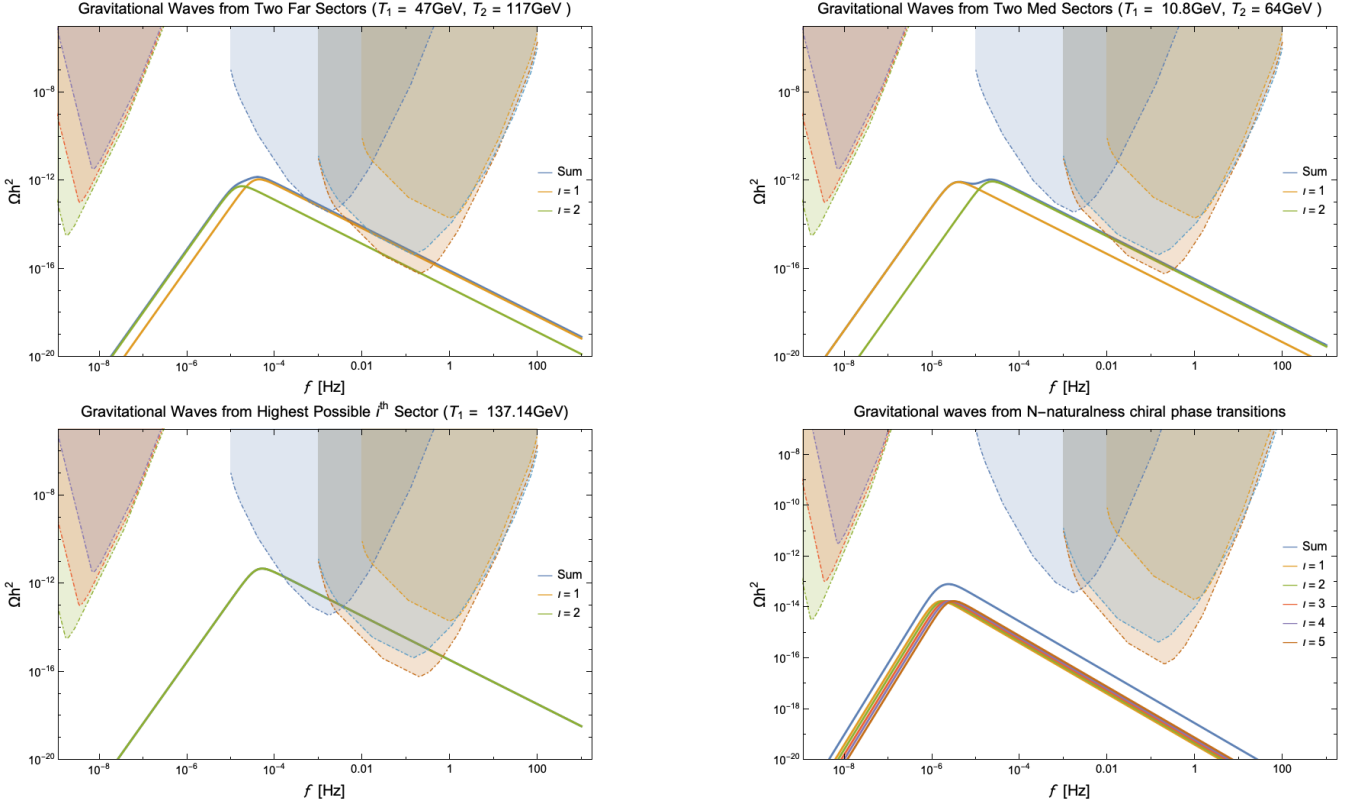 Gravitational Waves from Two Far Sectors (T₁ = 47GeV, T₂ = 117GeV )
Ωh²
10⁻⁸
10⁻¹²
10⁻¹⁶
10⁻²⁰
Sum
ι = 1
ι = 2
10⁻⁸ 10⁻⁶ 10⁻⁴ 0.01 1 100
f [Hz]
Gravitational Waves from Two Med Sectors (T₁ = 10.8GeV, T₂ = 64GeV )
Ωh²
10⁻⁸
10⁻¹²
10⁻¹⁶
10⁻²⁰
Sum
ι = 1
ι = 2
10⁻⁸ 10⁻⁶ 10⁻⁴ 0.01 1 100
f [Hz]
Gravitational Waves from Highest Possible iᵗʰ Sector (T₁ = 137.14GeV)
Ωh²
10⁻⁸
10⁻¹²
10⁻¹⁶
10⁻²⁰
Sum
ι = 1
ι = 2
10⁻⁸ 10⁻⁶ 10⁻⁴ 0.01 1 100
f [Hz]
Gravitational waves from N−naturalness chiral phase transitions
Ωh²
10⁻⁸
10⁻¹⁰
10⁻¹²
10⁻¹⁴
10⁻¹⁶
10⁻¹⁸
10⁻²⁰
Sum
ι = 1
ι = 2
ι = 3
ι = 4
ι = 5
10⁻⁸ 10⁻⁶ 10⁻⁴ 0.01 1 100
f [Hz]